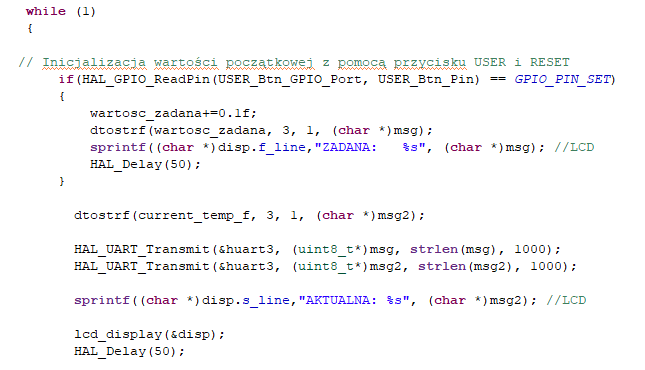 while (1)
{
// Inicjalizacja wartości początkowej z pomocą przycisku USER i RESET
if(HAL_GPIO_ReadPin(USER_Btn_GPIO_Port, USER_Btn_Pin) == GPIO_PIN_SET)
{
wartosc_zadana+=0.1f;
dtostrf(wartosc_zadana, 3, 1, (char *)msg);
sprintf((char *)disp.f_line,"ZADANA:   %s", (char *)msg); //LCD
HAL_Delay(50);
}
dtostrf(current_temp_f, 3, 1, (char *)msg2);
HAL_UART_Transmit(&huart3, (uint8_t*)msg, strlen(msg), 1000);
HAL_UART_Transmit(&huart3, (uint8_t*)msg2, strlen(msg2), 1000);
sprintf((char *)disp.s_line,"AKTUALNA: %s", (char *)msg2); //LCD
lcd_display(&disp);
HAL_Delay(50);